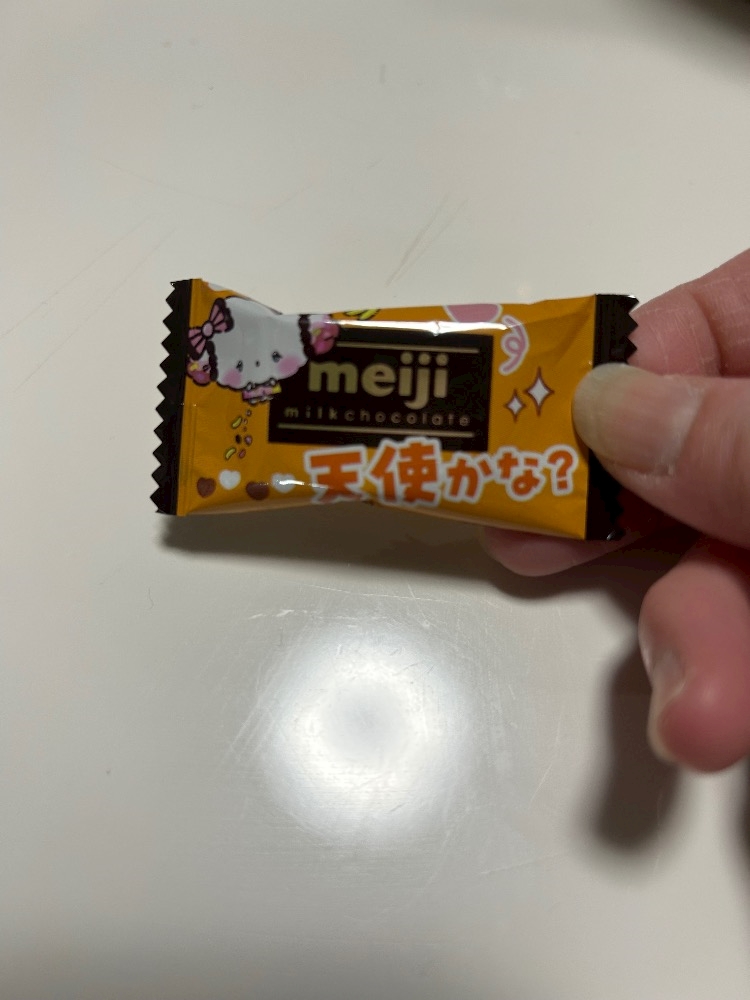 meiji
milkchocolate
天使かな?